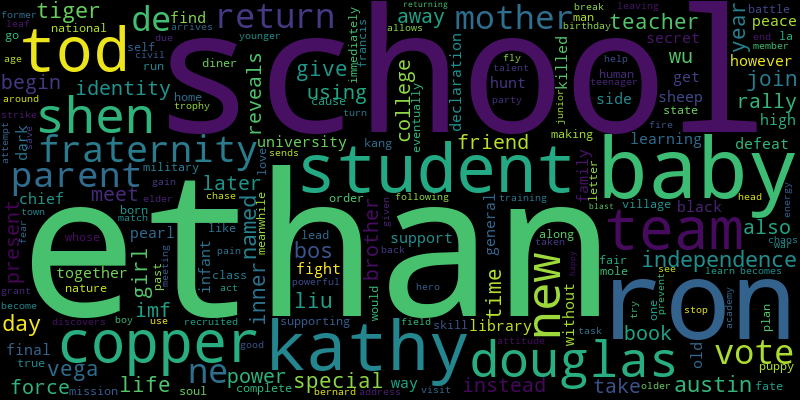 former tiger de find return mother school away returning break leaving
leaf national arrives man birthday battle
go tod diner due younger allows francis immediately teacher secret peace year
age self civil give college declaration fly killed wu la
begin run cause talent however member
around identity home using hunt human get join
strike shen reveals trophy eventually party teenager side sheep rally
turn help state high
attempt dark save fraternity university kang friend junior making fire learning defeat
parent military love sends student baby
chief meet later brother family letter village black head energy
gain elder chase order given following training blast team also
present born match named infant like meanwhile lead support general along fair independence chaos war
fear town pearl ethan pain back taken mole
whose girl past meeting inner bos powerful hero time new without happy learn becomes
together class fight ron see
grant nature act liu would field skill library task one prevent academy
become imf recruited supporting attitude try book stop plan
day discovers boy use copper good kathy douglas old vote
final vega ne power special way instead puppy
true force mission life soul complete bernard address visit take older austin fate
end